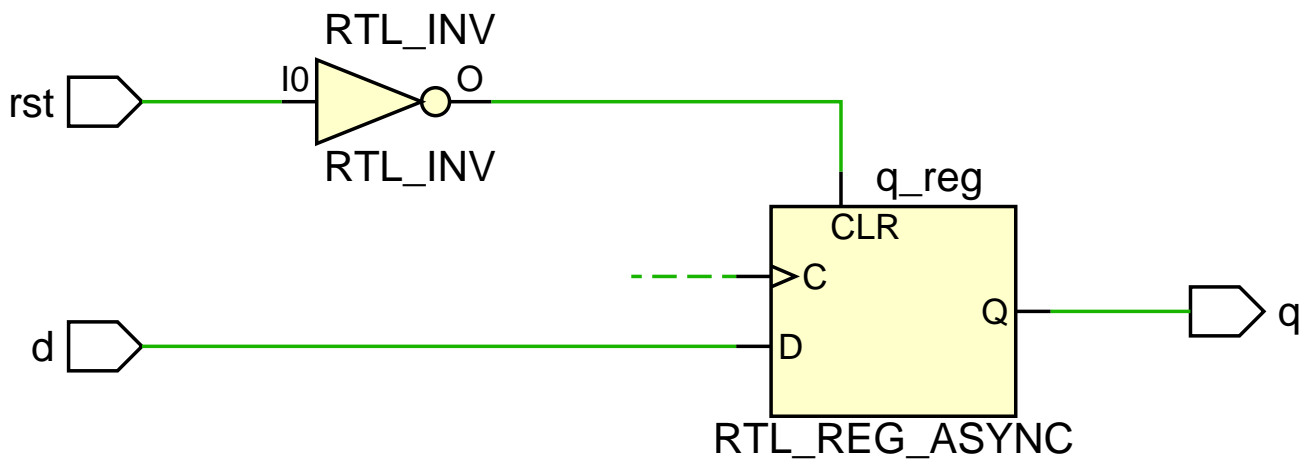 RTL_INV
rst
I0
O
RTL_INV
q_reg
CLR
C
Q
q
d
D
RTL_REG_ASYNC